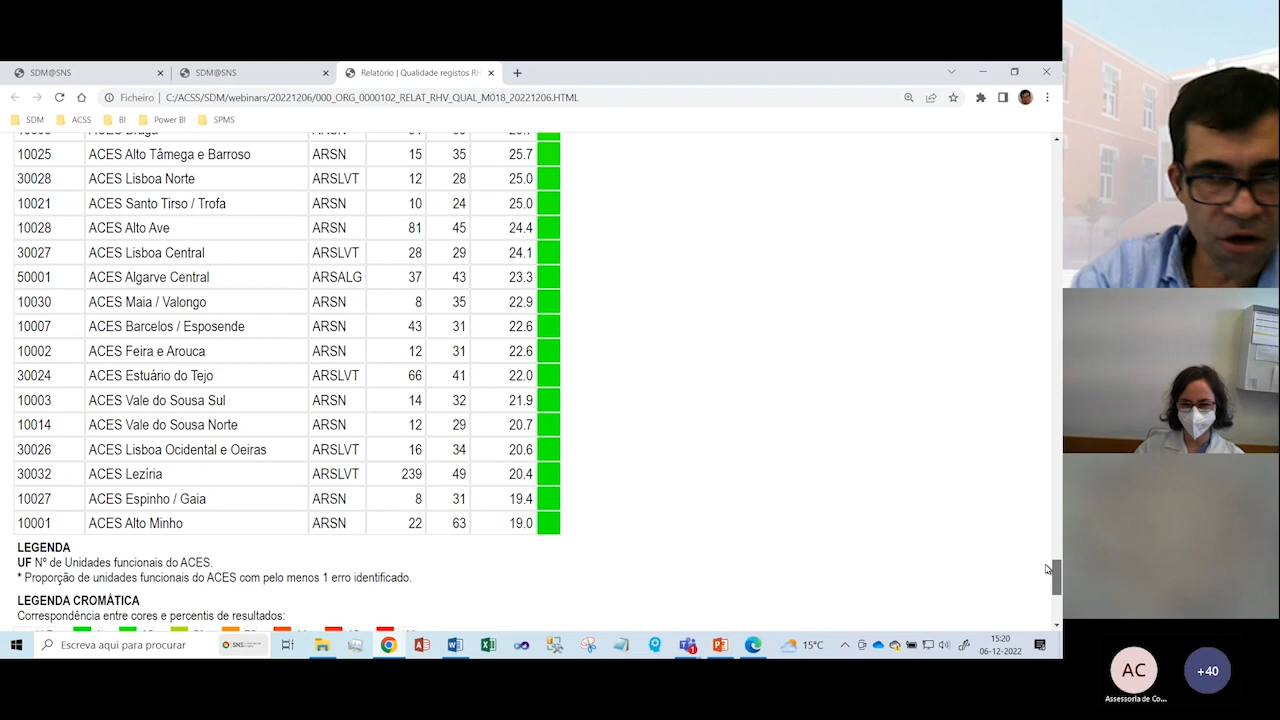 SDM@SNS
SDM@SNS
Relatório | Qualidade registos RH
Ficheiro | C:/ACSS/SDM/webinars/20221206/000_ORG_0000102_RELAT_RHV_QUAL_M018_20221206.HTML
SDM ACSS BI Power BI SPMS
10025 ACES Alto Tâmega e Barroso ARSN 15 35 25.7
30028 ACES Lisboa Norte ARSLVT 12 28 25.0
10021 ACES Santo Tirso / Trofa ARSN 10 24 25.0
10028 ACES Alto Ave ARSN 81 45 24.4
30027 ACES Lisboa Central ARSLVT 28 29 24.1
50001 ACES Algarve Central ARSALG 37 43 23.3
10030 ACES Maia / Valongo ARSN 8 35 22.9
10007 ACES Barcelos / Esposende ARSN 43 31 22.6
10002 ACES Feira e Arouca ARSN 12 31 22.6
30024 ACES Estuário do Tejo ARSLVT 66 41 22.0
10003 ACES Vale do Sousa Sul ARSN 14 32 21.9
10014 ACES Vale do Sousa Norte ARSN 12 29 20.7
30026 ACES Lisboa Ocidental e Oeiras ARSLVT 16 34 20.6
30032 ACES Lezíria ARSLVT 239 49 20.4
10027 ACES Espinho / Gaia ARSN 8 31 19.4
10001 ACES Alto Minho ARSN 22 63 19.0
LEGENDA
UF Nº de Unidades funcionais do ACES.
* Proporção de unidades funcionais do ACES com pelo menos 1 erro identificado.
LEGENDA CROMÁTICA
Correspondência entre cores e percentis de resultados:
Escreva aqui para procurar
SNS
15°C
15:20
06-12-2022
AC
Assessoria de Co...
+40